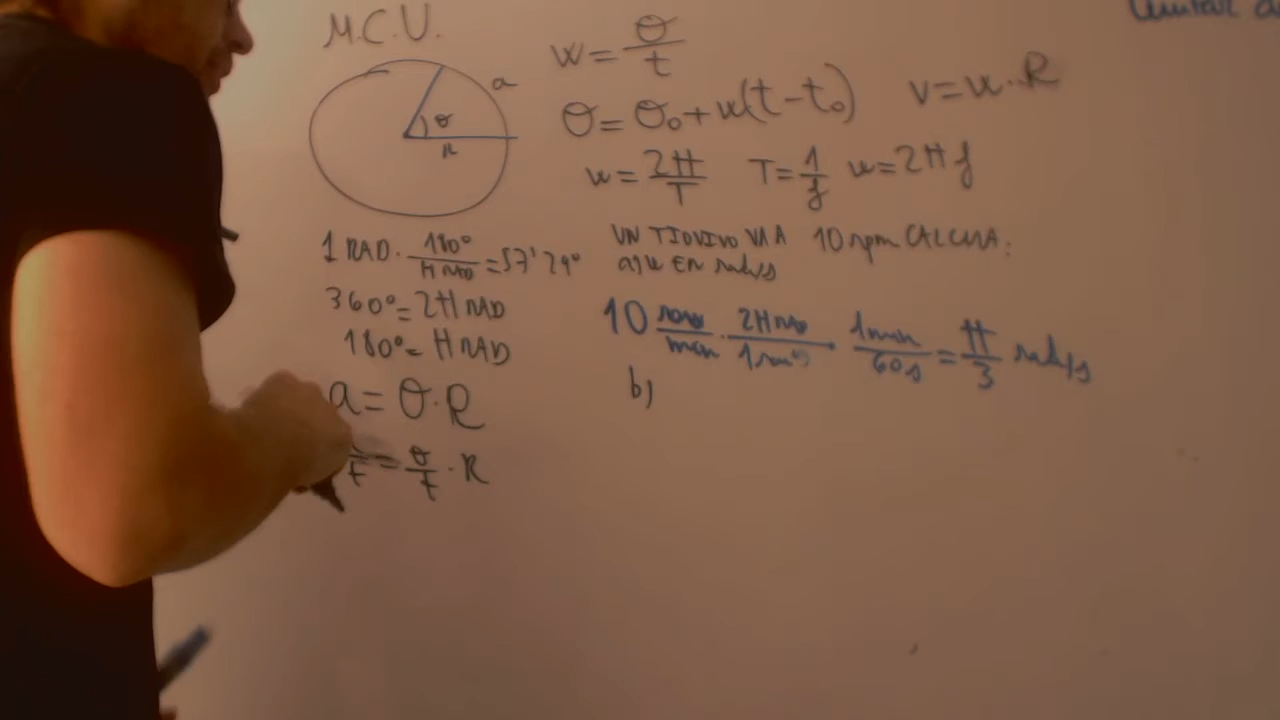 M.C.U.
a
θ
R
w = θ/t
θ = θ₀ + w(t - t₀)
v = w · R
w = 2π/T
T = 1/f
w = 2π f
1 RAD · 180°/π RAD = 57'29°
360° = 2π RAD
180° = π RAD
a = θ · R
/t = θ/t · R
UN TIOVIVO VA A 10 rpm CALCULA:
a) w EN rad/s
10 rev/min · 2π rad/1 rev · 1 min/60 s = π/3 rad/s
b)